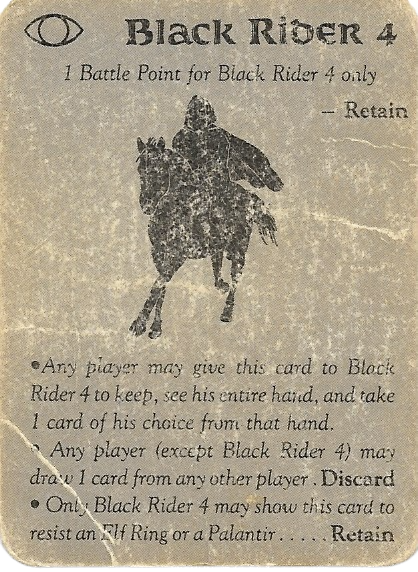 Black Rider 4
1 Battle Point for Black Rider 4 only
– Retain
•Any player may give this card to Black
Rider 4 to keep, see his entire hand, and take
1 card of his choice from that hand.
• Any player (except Black Rider 4) may
draw 1 card from any other player . Discard
• Only Black Rider 4 may show this card to
resist an Elf Ring or a Palantir . . . . . Retain